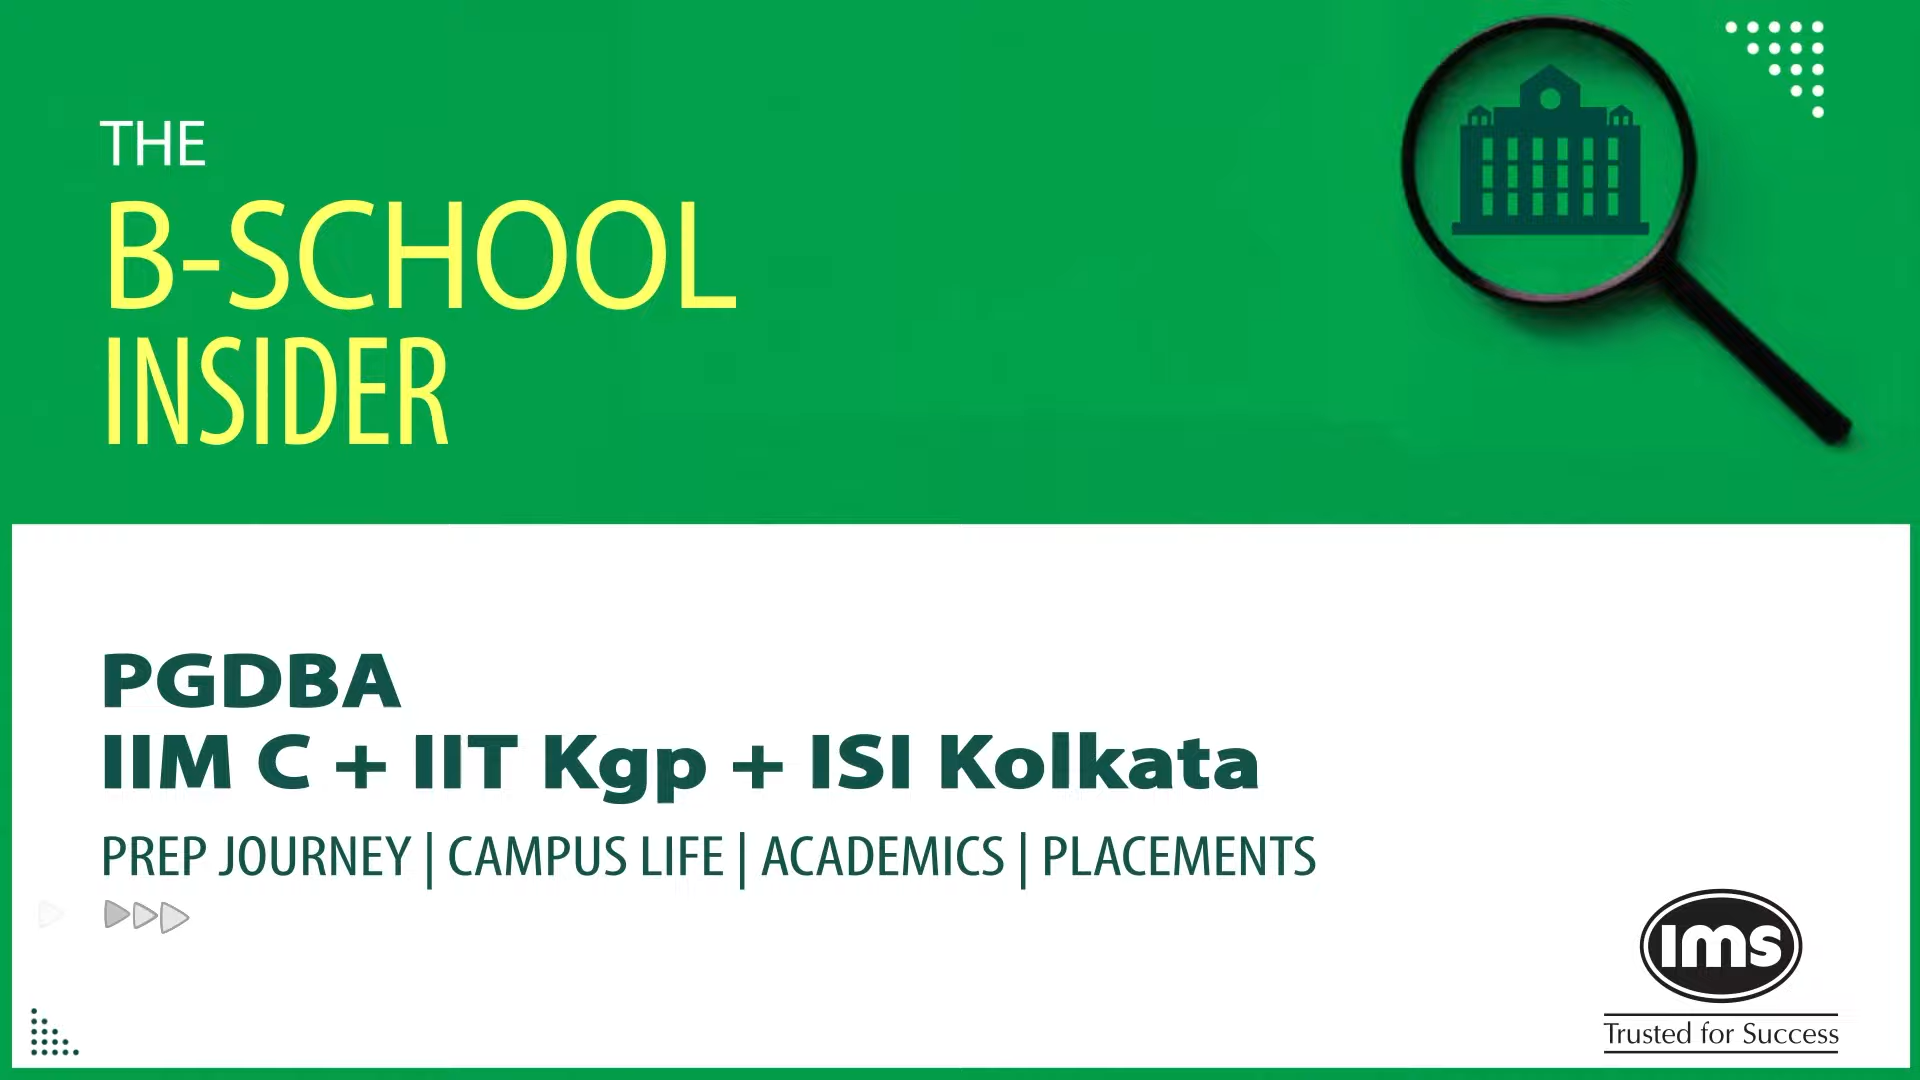 THE
B-SCHOOL
INSIDER
PGDBA
IIM C + IIT Kgp + ISI Kolkata
PREP JOURNEY | CAMPUS LIFE | ACADEMICS | PLACEMENTS
ims
Trusted for Success